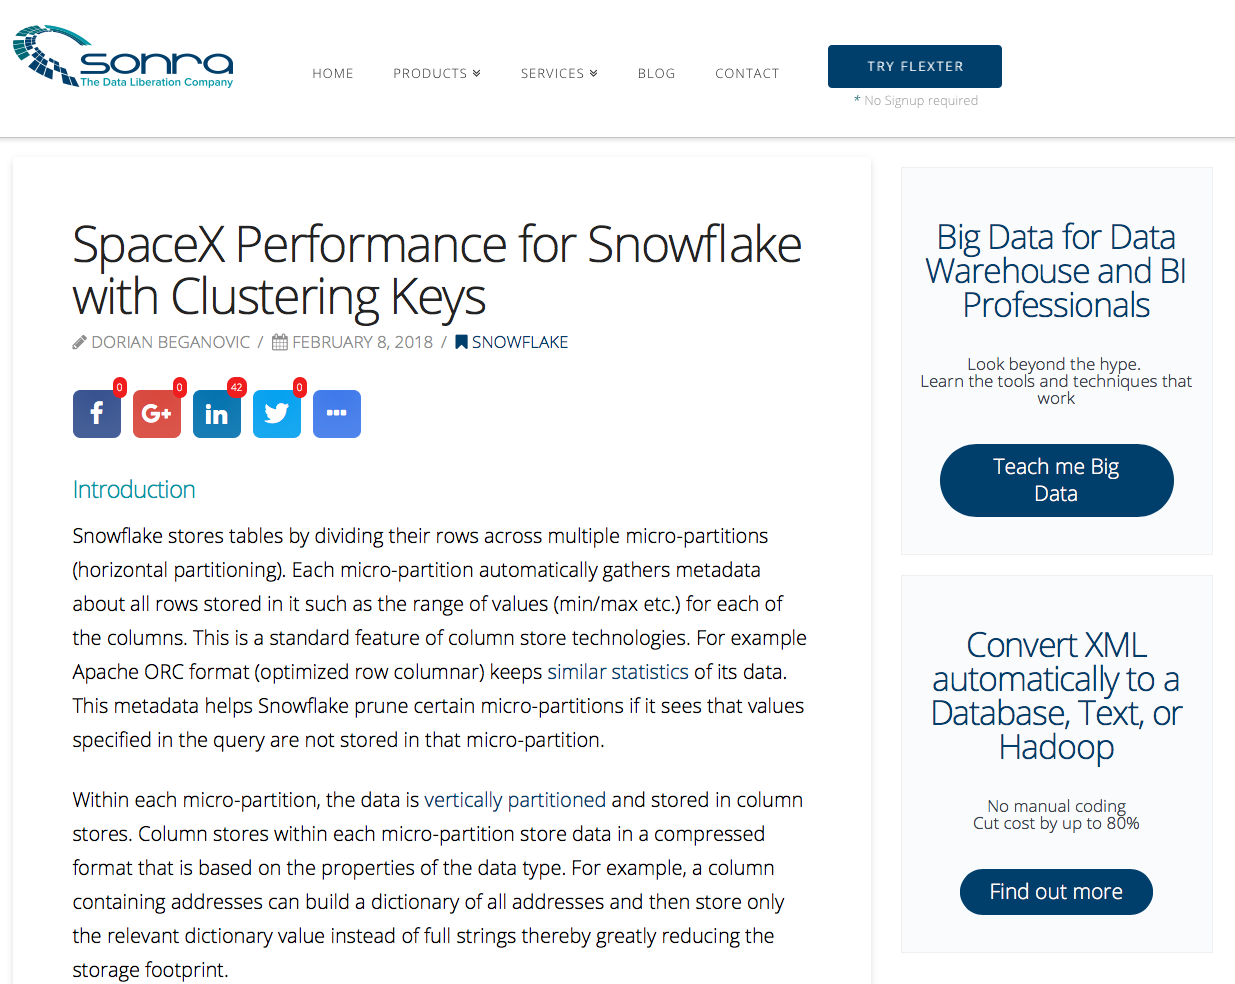 sonra
The Data Liberation Company
HOME PRODUCTS SERVICES BLOG CONTACT
TRY FLEXTER
* No Signup required
SpaceX Performance for Snowflake
with Clustering Keys
DORIAN BEGANOVIC / FEBRUARY 8, 2018 / SNOWFLAKE
0 0 42 0
f G+ in
Introduction
Snowflake stores tables by dividing their rows across multiple micro-partitions
(horizontal partitioning). Each micro-partition automatically gathers metadata
about all rows stored in it such as the range of values (min/max etc.) for each of
the columns. This is a standard feature of column store technologies. For example
Apache ORC format (optimized row columnar) keeps similar statistics of its data.
This metadata helps Snowflake prune certain micro-partitions if it sees that values
specified in the query are not stored in that micro-partition.
Within each micro-partition, the data is vertically partitioned and stored in column
stores. Column stores within each micro-partition store data in a compressed
format that is based on the properties of the data type. For example, a column
containing addresses can build a dictionary of all addresses and then store only
the relevant dictionary value instead of full strings thereby greatly reducing the
storage footprint.
Big Data for Data
Warehouse and BI
Professionals
Look beyond the hype.
Learn the tools and techniques that
work
Teach me Big
Data
Convert XML
automatically to a
Database, Text, or
Hadoop
No manual coding
Cut cost by up to 80%
Find out more